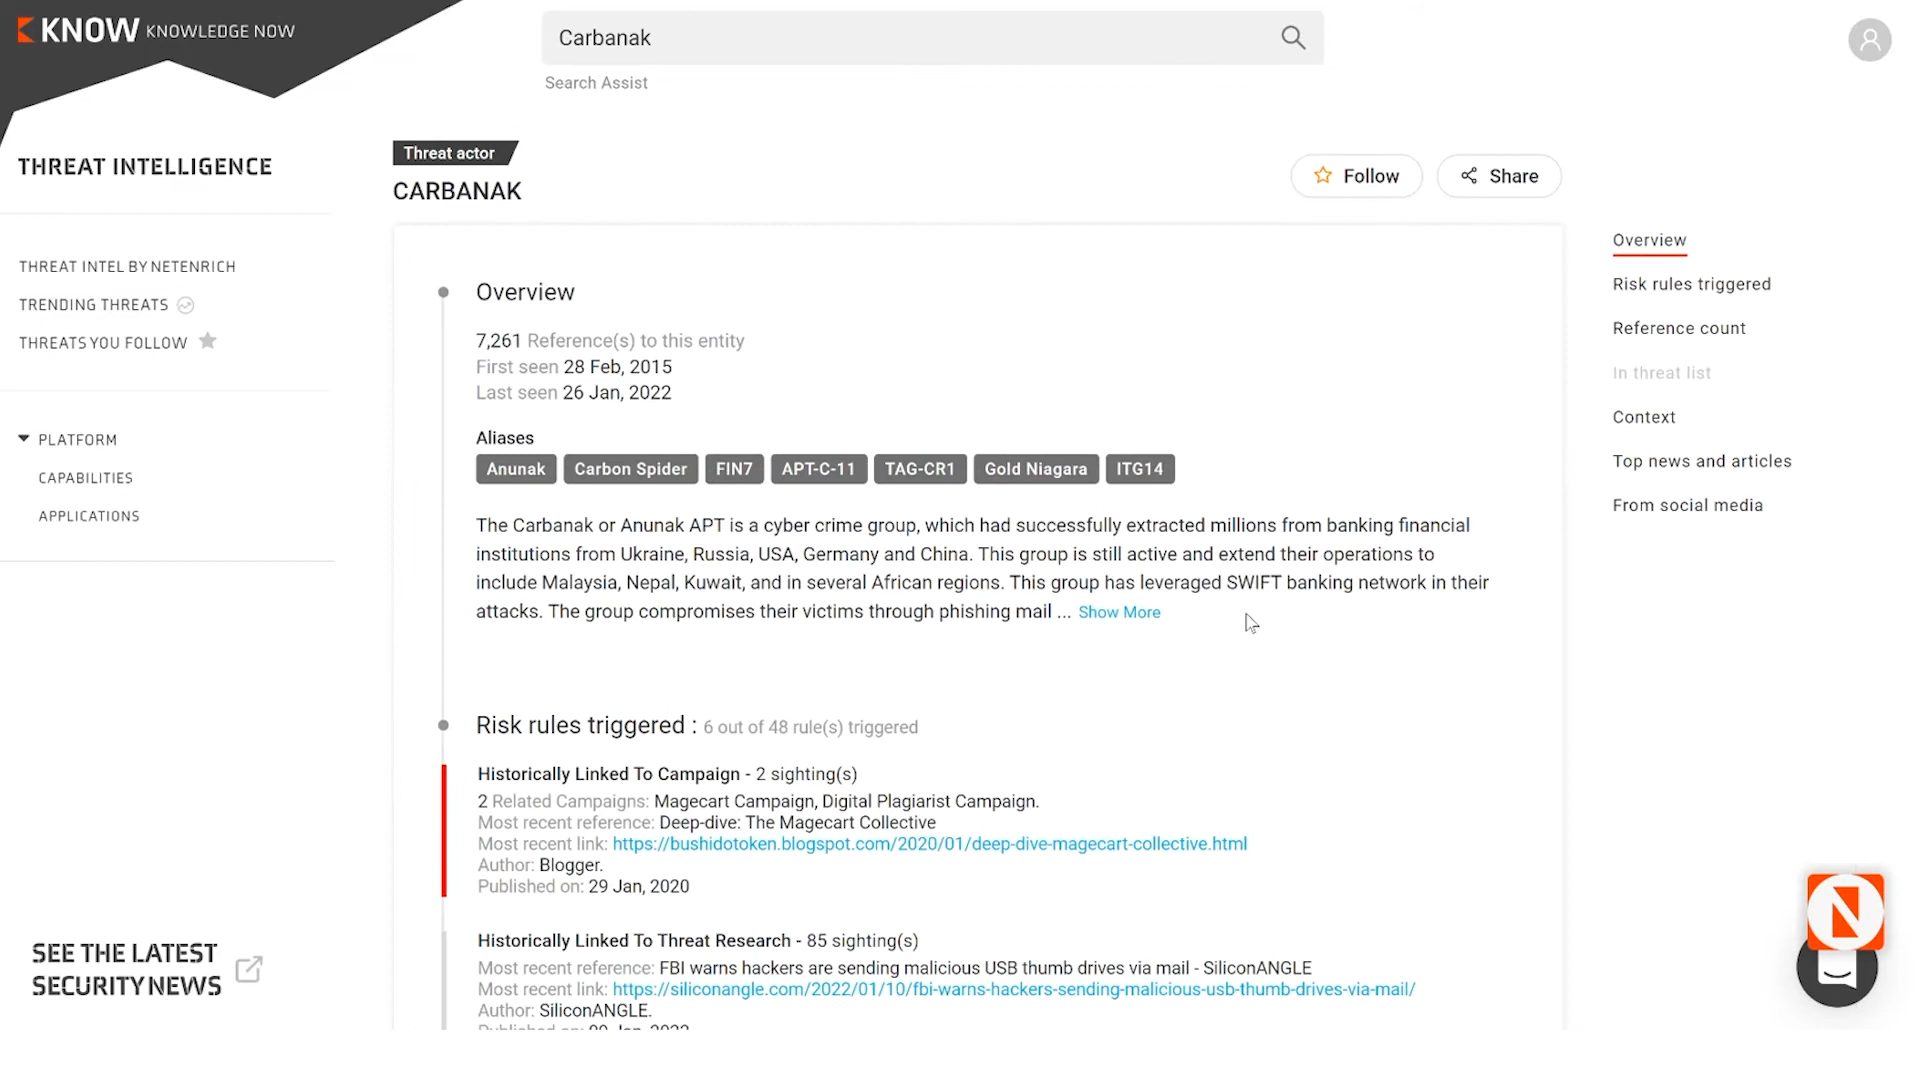 KNOW KNOWLEDGE NOW
Carbanak
Search Assist
THREAT INTELLIGENCE
THREAT INTEL BY NETENRICH
TRENDING THREATS
THREATS YOU FOLLOW
PLATFORM
CAPABILITIES
APPLICATIONS
SEE THE LATEST
SECURITY NEWS
Threat actor
CARBANAK
Follow
Share
Overview
7,261 Reference(s) to this entity
First seen 28 Feb, 2015
Last seen 26 Jan, 2022
Aliases
Anunak Carbon Spider FIN7 APT-C-11 TAG-CR1 Gold Niagara ITG14
The Carbanak or Anunak APT is a cyber crime group, which had successfully extracted millions from banking financial
institutions from Ukraine, Russia, USA, Germany and China. This group is still active and extend their operations to
include Malaysia, Nepal, Kuwait, and in several African regions. This group has leveraged SWIFT banking network in their
attacks. The group compromises their victims through phishing mail ... Show More
Risk rules triggered : 6 out of 48 rule(s) triggered
Historically Linked To Campaign - 2 sighting(s)
2 Related Campaigns: Magecart Campaign, Digital Plagiarist Campaign.
Most recent reference: Deep-dive: The Magecart Collective
Most recent link: https://bushidotoken.blogspot.com/2020/01/deep-dive-magecart-collective.html
Author: Blogger.
Published on: 29 Jan, 2020
Historically Linked To Threat Research - 85 sighting(s)
Most recent reference: FBI warns hackers are sending malicious USB thumb drives via mail - SiliconANGLE
Most recent link: https://siliconangle.com/2022/01/10/fbi-warns-hackers-sending-malicious-usb-thumb-drives-via-mail/
Author: SiliconANGLE.
Overview
Risk rules triggered
Reference count
In threat list
Context
Top news and articles
From social media